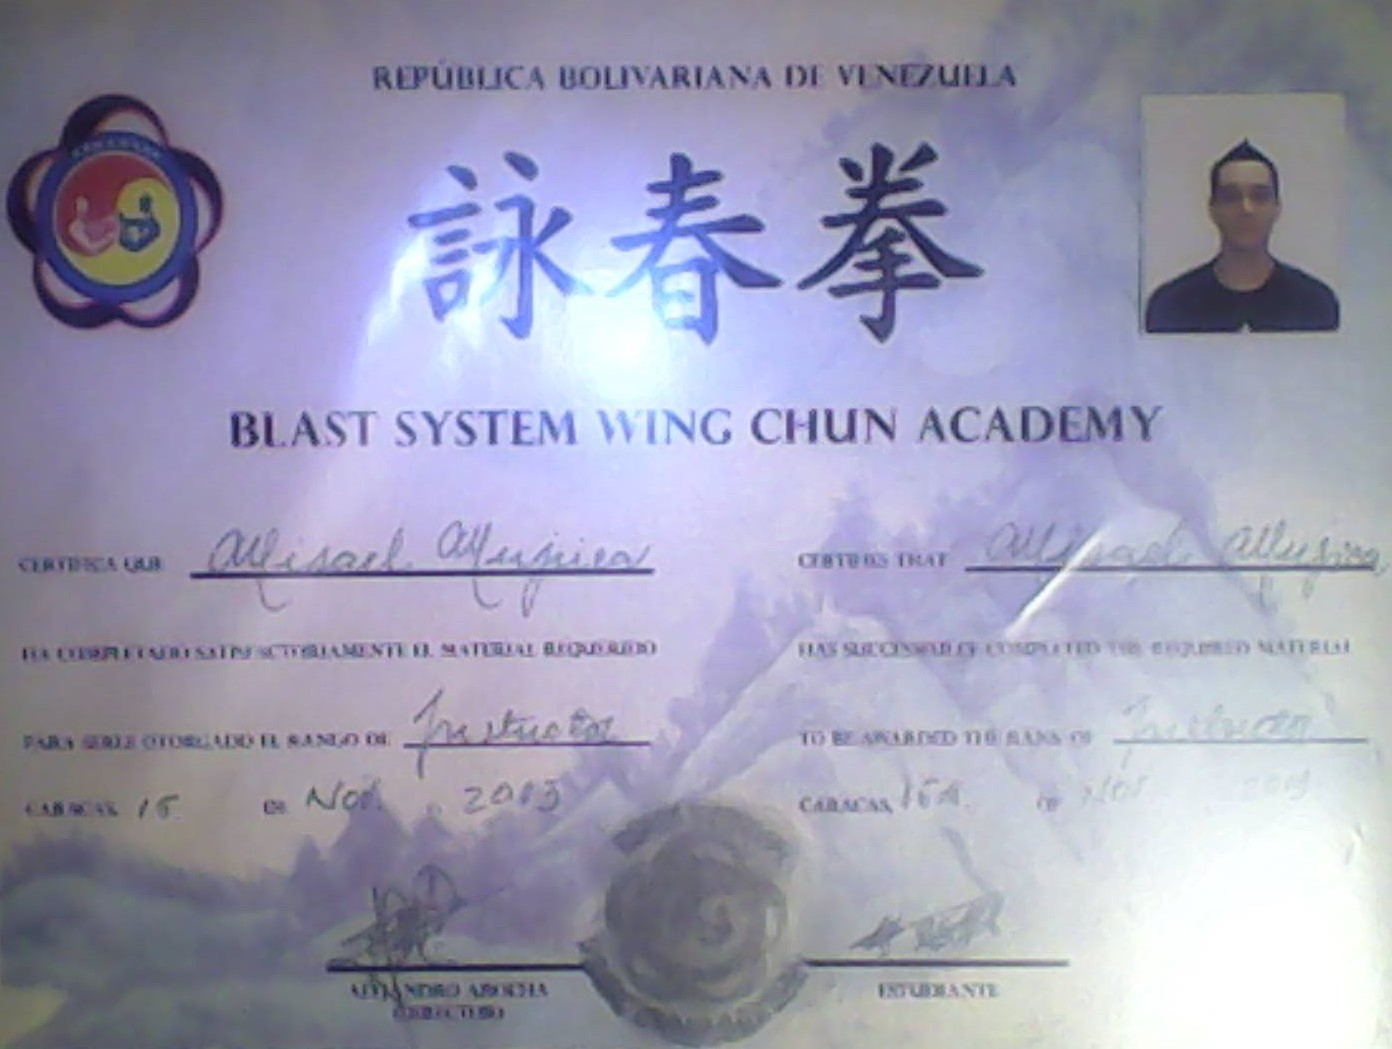 REPÚBLICA BOLIVARIANA DE VENEZUELA
詠春拳
BLAST SYSTEM WING CHUN ACADEMY
CERTIFICA QUE Misael Mujica
HA COMPLETADO SATISFACTORIAMENTE EL MATERIAL REQUERIDO
PARA SERLE OTORGADO EL RANGO DE Instructor
CARACAS, 15 DE Nov. 2013
CERTIFIES THAT Misael Mujica
HAS SUCCESSFULLY COMPLETED THE REQUIRED MATERIAL
TO BE AWARDED THE RANK OF Instructor
CARACAS, OF Nov. 2013
ALEJANDRO AROCHA
DIRECTOR
ESTUDIANTE